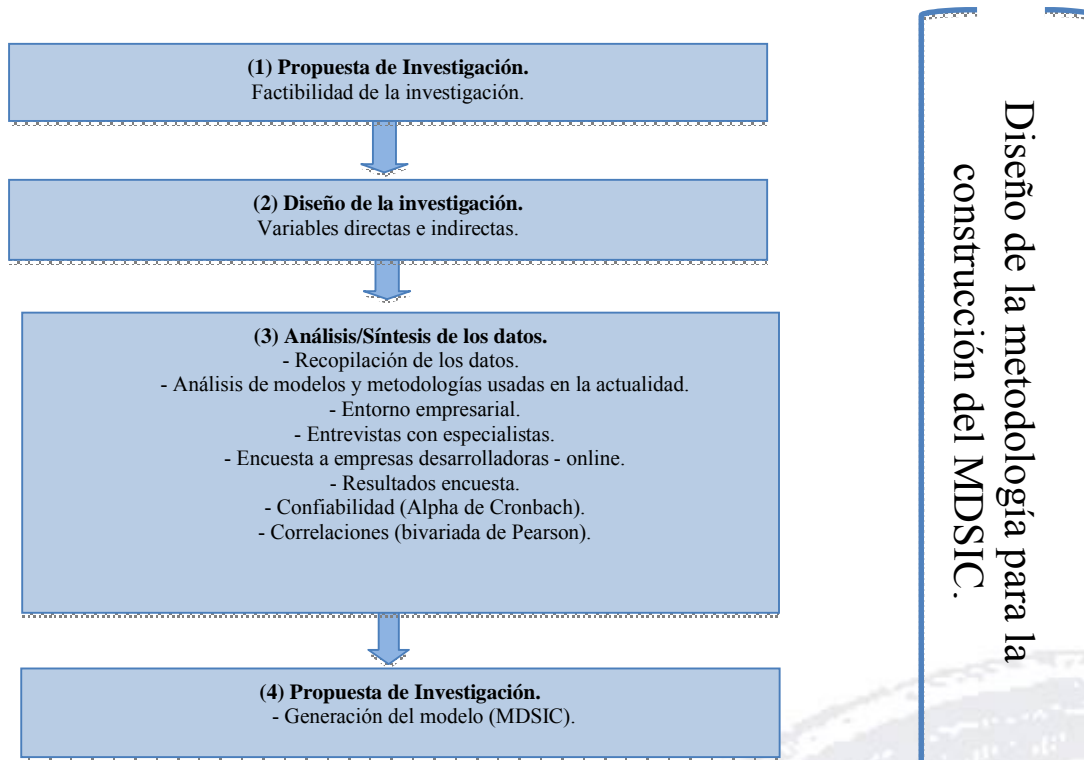 (1) Propuesta de Investigación.
Factibilidad de la investigación.
(2) Diseño de la investigación.
Variables directas e indirectas.
(3) Análisis/Síntesis de los datos.
- Recopilación de los datos.
- Análisis de modelos y metodologías usadas en la actualidad.
- Entorno empresarial.
- Entrevistas con especialistas.
- Encuesta a empresas desarrolladoras - online.
- Resultados encuesta.
- Confiabilidad (Alpha de Cronbach).
- Correlaciones (bivariada de Pearson).
(4) Propuesta de Investigación.
- Generación del modelo (MDSIC).
Diseño de la metodología para la
construcción del MDSIC.